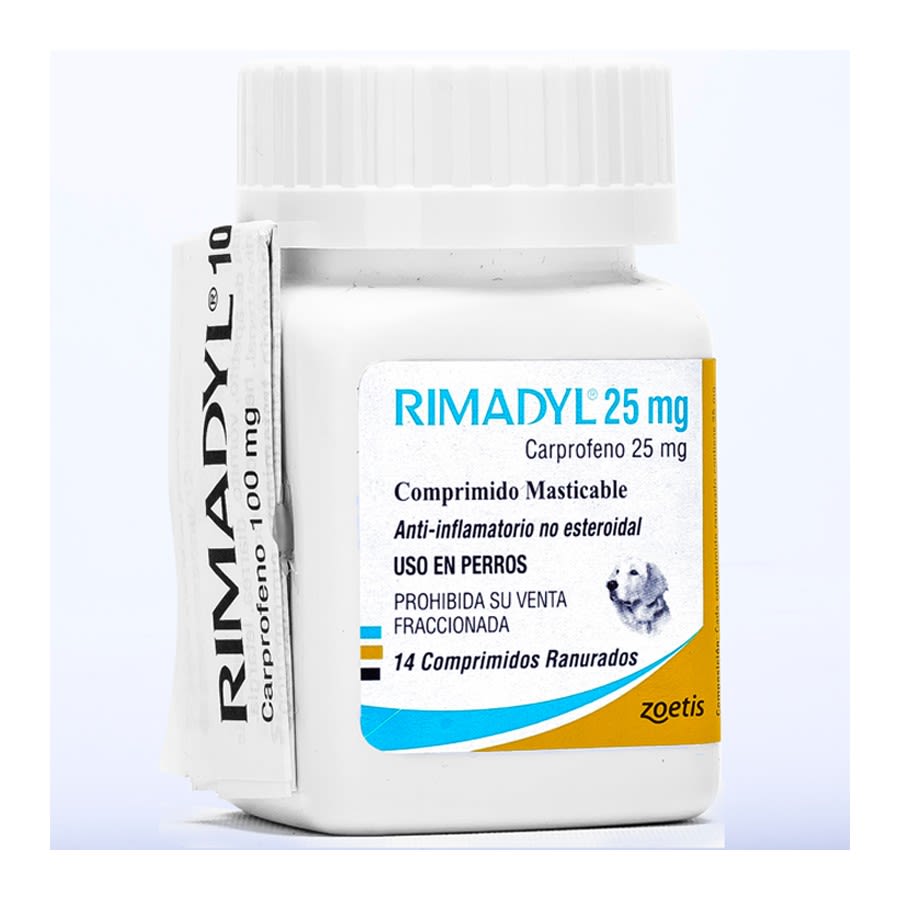 RIMADYL® 10
Carprofeno 100 mg
RIMADYL® 25 mg
Carprofeno 25 mg
Comprimido Masticable
Anti-inflamatorio no esteroidal
USO EN PERROS
PROHIBIDA SU VENTA
FRACCIONADA
14 Comprimidos Ranurados
zoetis